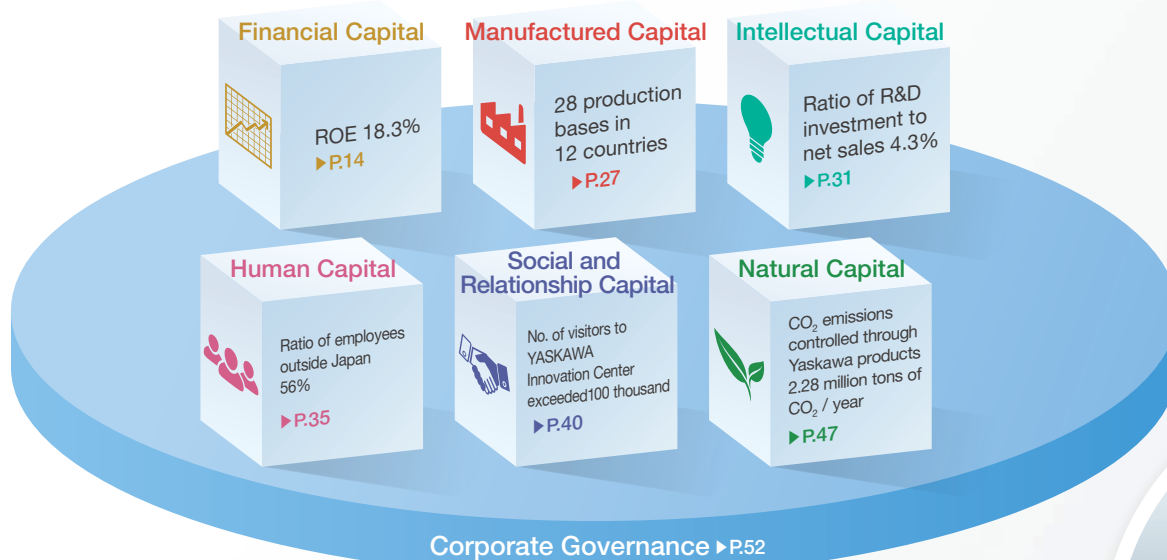 Financial Capital
ROE 18.3%
▶P.14
Manufactured Capital
28 production
bases in
12 countries
▶P.27
Intellectual Capital
Ratio of R&D
investment to
net sales 4.3%
▶P.31
Human Capital
Ratio of employees
outside Japan
56%
▶P.35
Social and
Relationship Capital
No. of visitors to
YASKAWA
Innovation Center
exceeded100 thousand
▶P.40
Natural Capital
CO₂ emissions
controlled through
Yaskawa products
2.28 million tons of
CO₂ / year
▶P.47
Corporate Governance ▶P.52